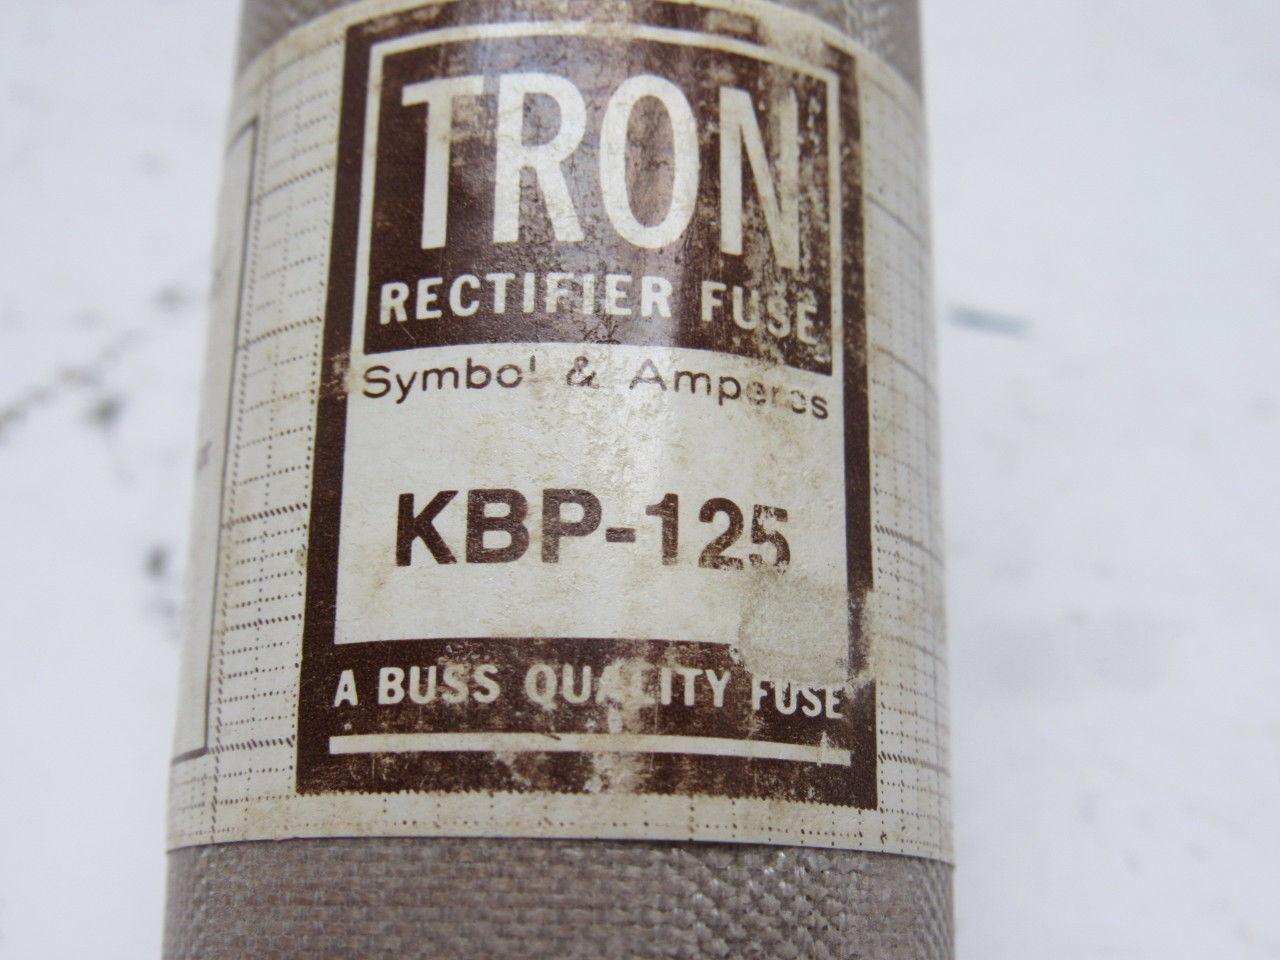 TRON
RECTIFIER FUSE
Symbol & Amperes
KBP-125
A BUSS QUALITY FUSE